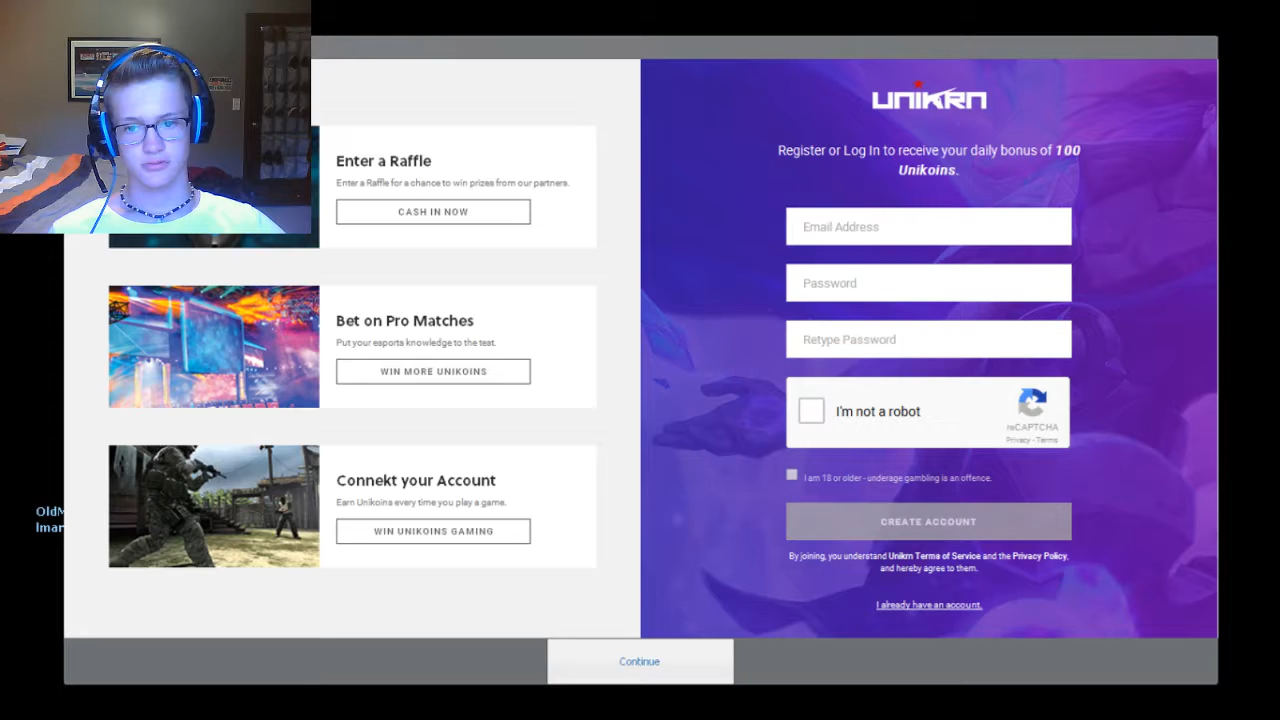 Enter a Raffle
Enter a Raffle for a chance to win prizes from our partners.
CASH IN NOW
Bet on Pro Matches
Put your esports knowledge to the test.
WIN MORE UNIKOINS
Connekt your Account
Earn Unikoins every time you play a game.
WIN UNIKOINS GAMING
OldM
Imar
UNIKRN
Register or Log In to receive your daily bonus of 100
Unikoins.
Email Address
Password
Retype Password
I'm not a robot
reCAPTCHA
Privacy - Terms
I am 18 or older - underage gambling is an offence.
CREATE ACCOUNT
By joining, you understand Unikrn Terms of Service and the Privacy Policy,
and hereby agree to them.
I already have an account.
Continue